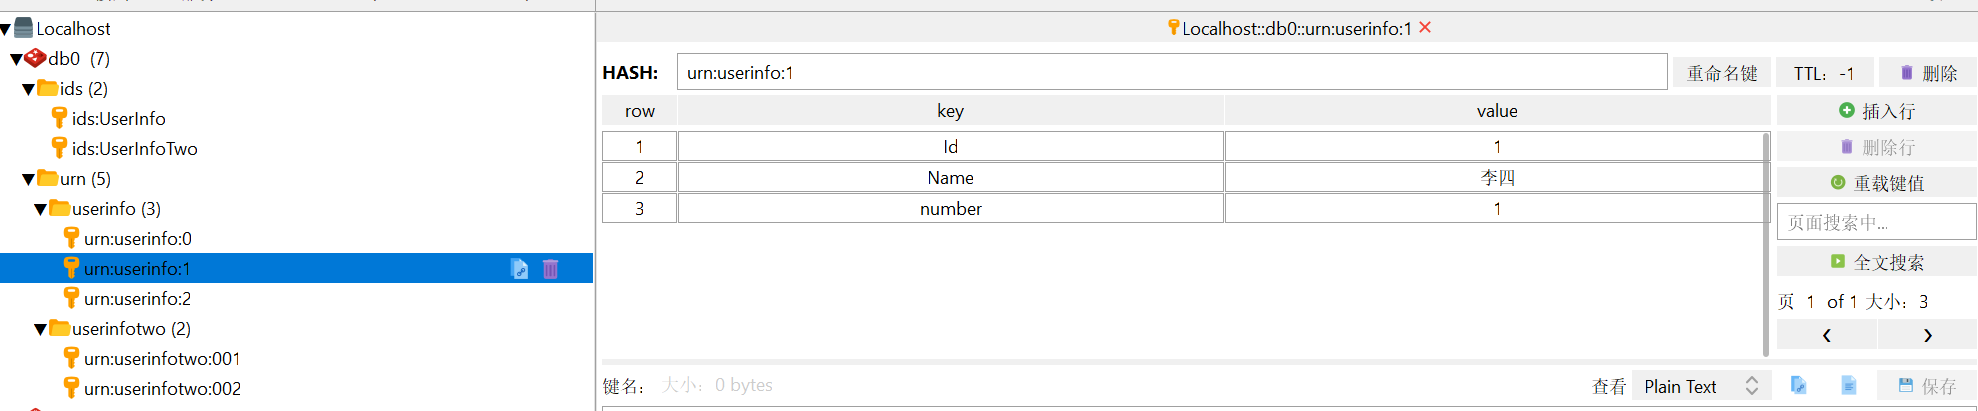 Localhost
db0 (7)
ids (2)
ids:UserInfo
ids:UserInfoTwo
urn (5)
userinfo (3)
urn:userinfo:0
urn:userinfo:1
urn:userinfo:2
userinfotwo (2)
urn:userinfotwo:001
urn:userinfotwo:002
Localhost::db0::urn:userinfo:1
HASH: urn:userinfo:1 重命名键 TTL: -1 删除
row key value
1 Id 1
2 Name 李四
3 number 1
插入行
删除行
重载键值
页面搜索中...
全文搜索
页 1 of 1 大小: 3
键名: 大小: 0 bytes 查看 Plain Text 保存